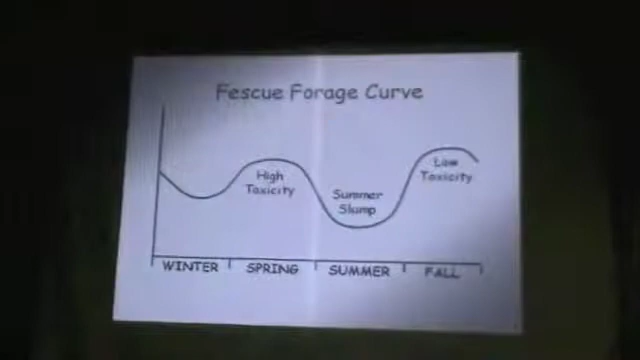 Fescue Forage Curve
High
Toxicity
Summer
Slump
Low
Toxicity
WINTER
SPRING
SUMMER
FALL